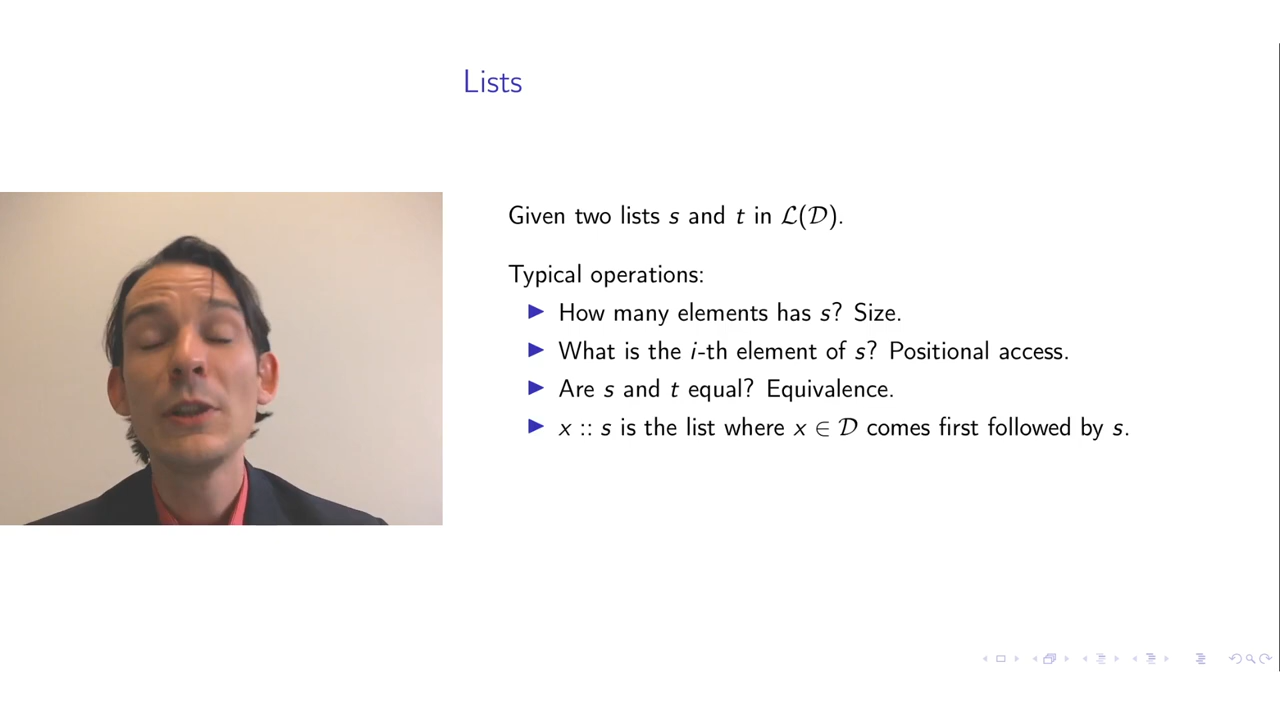 Lists
Given two lists s and t in ℒ(𝒟).
Typical operations:
▶ How many elements has s? Size.
▶ What is the i-th element of s? Positional access.
▶ Are s and t equal? Equivalence.
▶ x :: s is the list where x ∈ 𝒟 comes first followed by s.